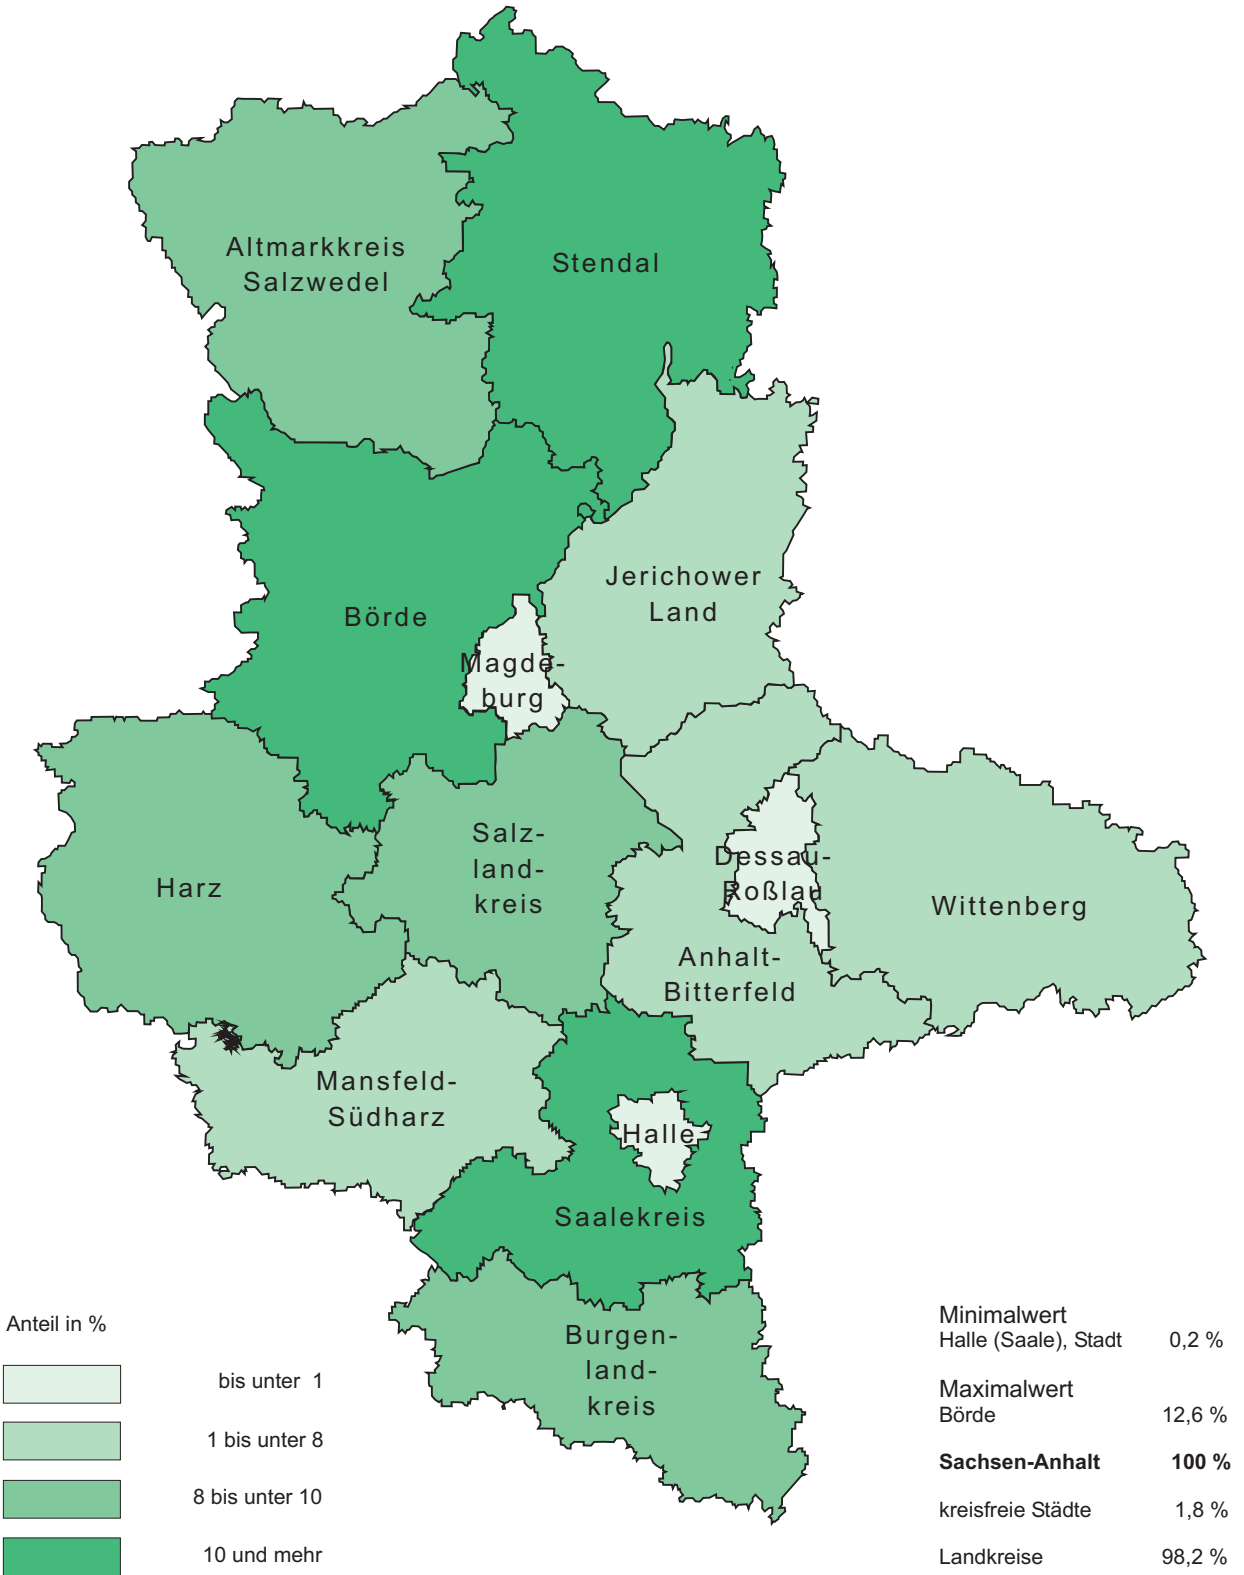 Altmarkkreis
Salzwedel
Stendal
Jerichower
Land
Börde
Magde-
burg
Salz-
land-
kreis
Harz
Dessau-
Roßlau
Wittenberg
Anhalt-
Bitterfeld
Mansfeld-
Südharz
Halle
Saalekreis
Burgen-
land-
kreis
Anteil in %
bis unter 1
1 bis unter 8
8 bis unter 10
10 und mehr
Minimalwert
Halle (Saale), Stadt 0,2 %
Maximalwert
Börde 12,6 %
Sachsen-Anhalt 100 %
kreisfreie Städte 1,8 %
Landkreise 98,2 %